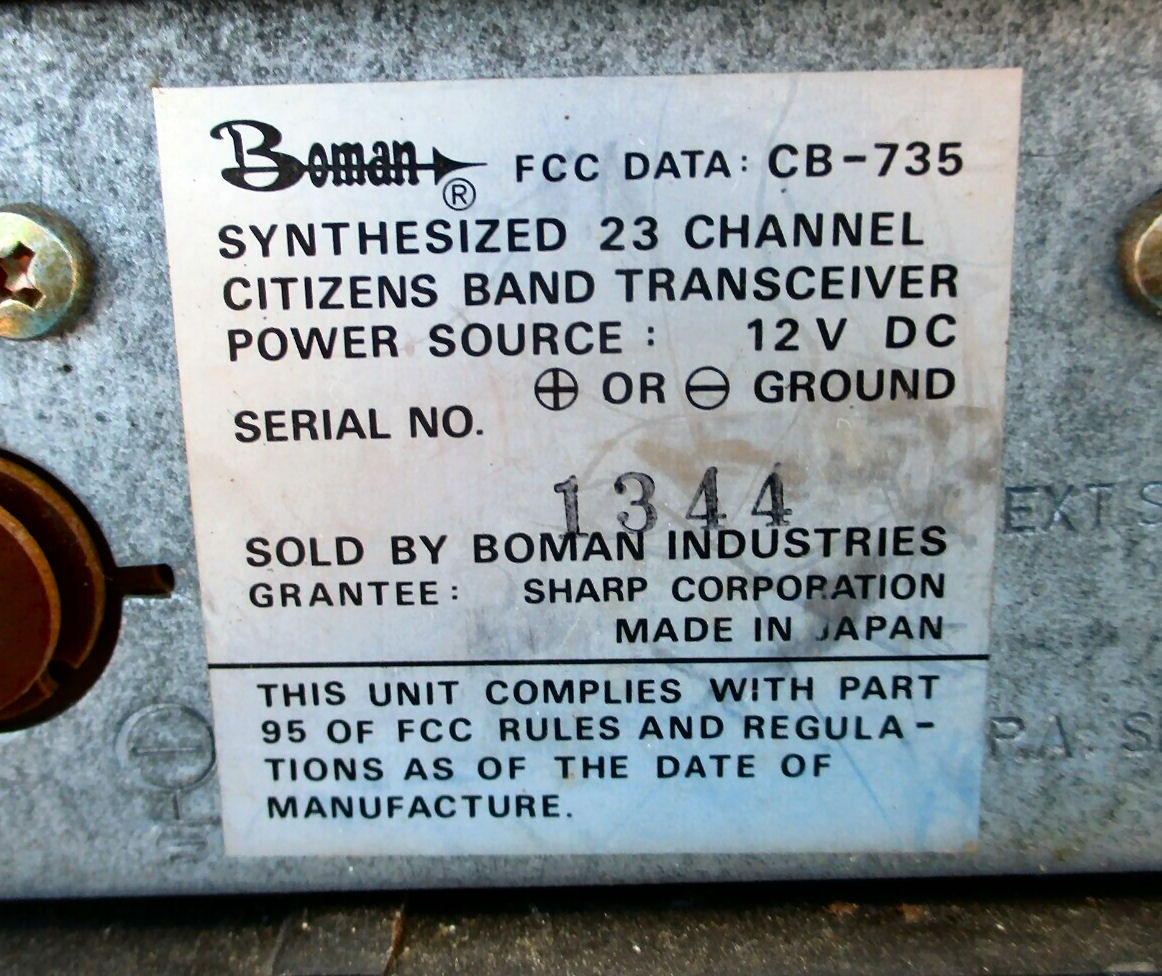 Boman® FCC DATA: CB-735
SYNTHESIZED 23 CHANNEL
CITIZENS BAND TRANSCEIVER
POWER SOURCE : 12 V DC
⊕ OR ⊖ GROUND
SERIAL NO.
1344
SOLD BY BOMAN INDUSTRIES
GRANTEE: SHARP CORPORATION
MADE IN JAPAN
THIS UNIT COMPLIES WITH PART
95 OF FCC RULES AND REGULA-
TIONS AS OF THE DATE OF
MANUFACTURE.
EXT S
P.A. S